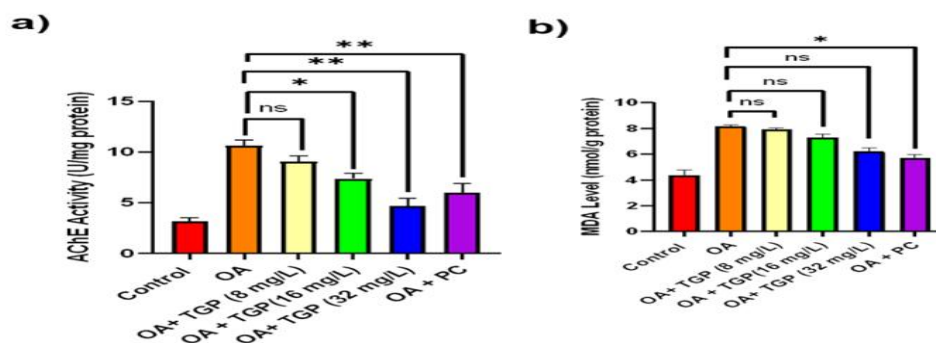 a)
**
**
*
ns
AChE Activity (U/mg protein)
15
10
5
0
Control
OA
OA+ TGP (8 mg/L)
OA + TGP(16 mg/L)
OA+ TGP (32 mg/L)
OA + PC
b)
*
ns
ns
ns
MDA Level (nmol/g protein)
10
8
6
4
2
0
Control
OA
OA+ TGP (8 mg/L)
OA + TGP(16 mg/L)
OA+ TGP (32 mg/L)
OA + PC